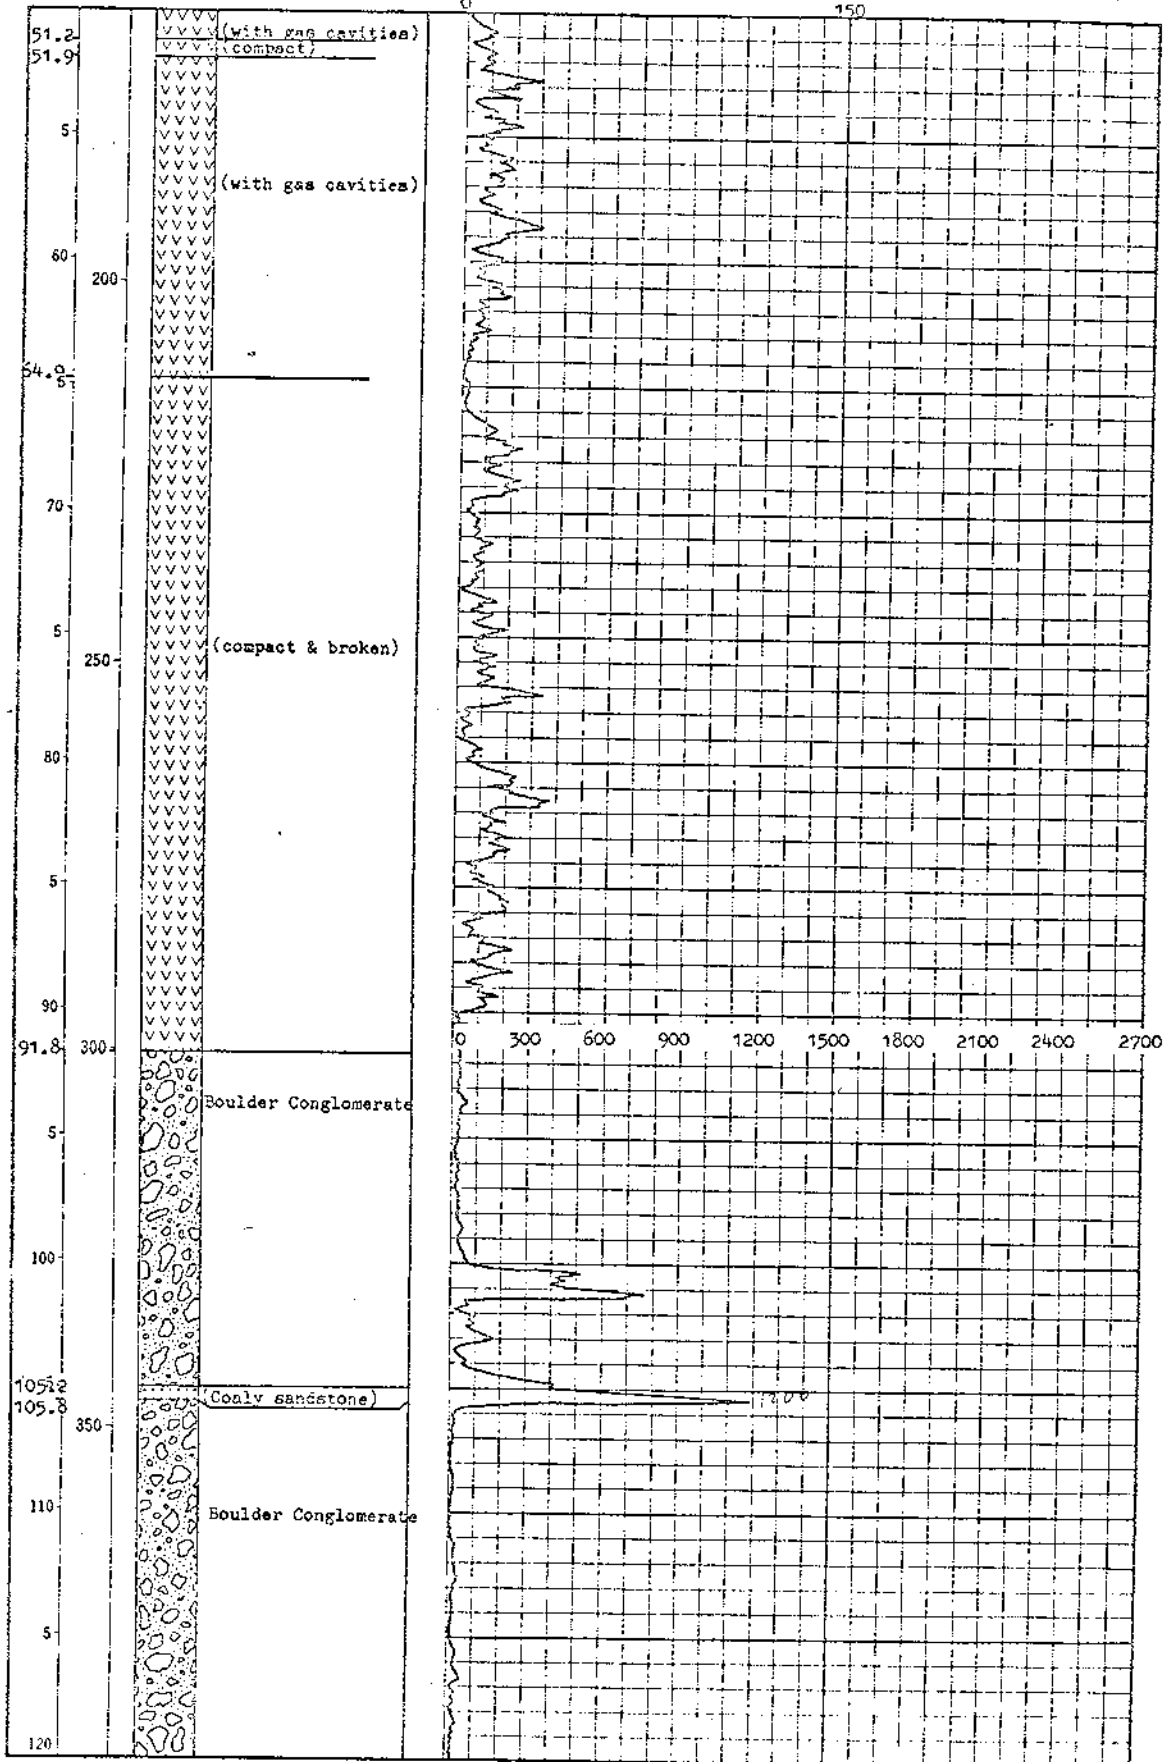 0 150
51.2 (with gas cavities)
51.9 (compact)
5
(with gas cavities)
60
200
64.9
5
70
5
250 (compact & broken)
80
5
90
91.8 300 0 300 600 900 1200 1500 1800 2100 2400 2700
Boulder Conglomerate
5
100
105.2
(Coaly sandstone)
105.8
350
110
Boulder Conglomerate
5
120